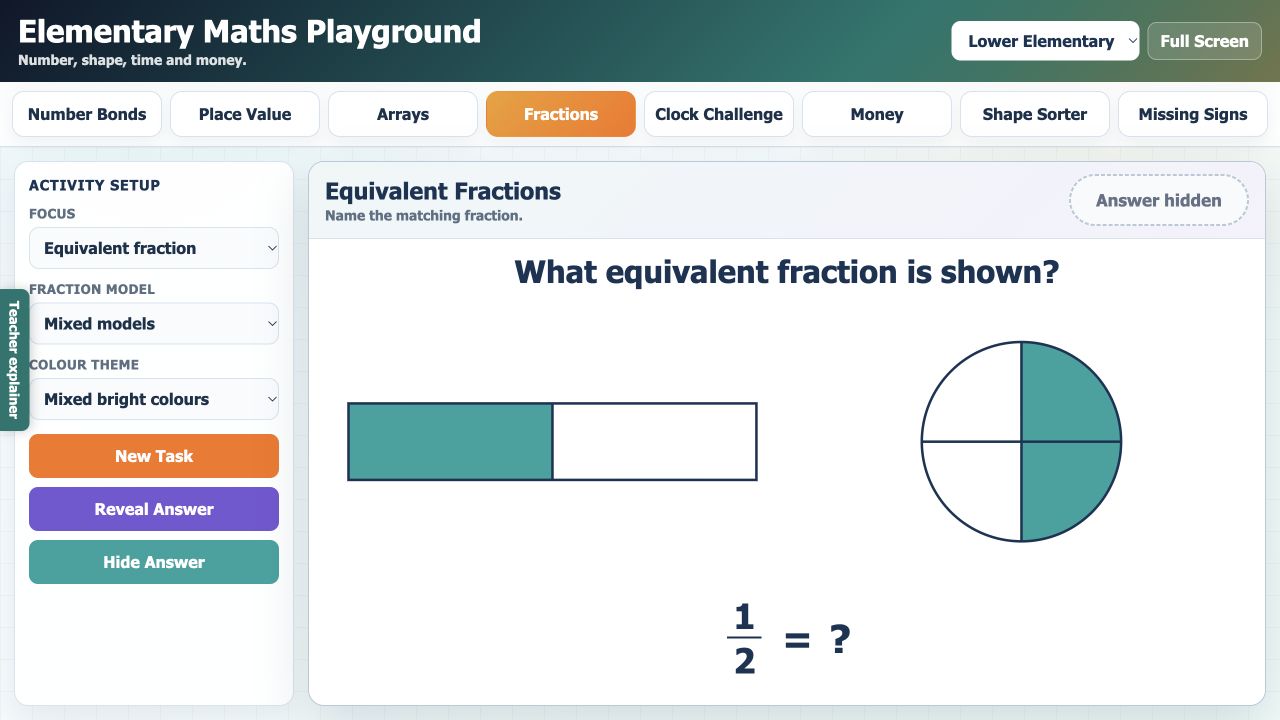 Elementary Maths Playground
Number, shape, time and money.
Lower Elementary
Full Screen
Number Bonds
Place Value
Arrays
Fractions
Clock Challenge
Money
Shape Sorter
Missing Signs
ACTIVITY SETUP
FOCUS
Equivalent fraction
FRACTION MODEL
Mixed models
COLOUR THEME
Mixed bright colours
New Task
Reveal Answer
Hide Answer
Teacher explainer
Equivalent Fractions
Name the matching fraction.
Answer hidden
What equivalent fraction is shown?
1
2
= ?